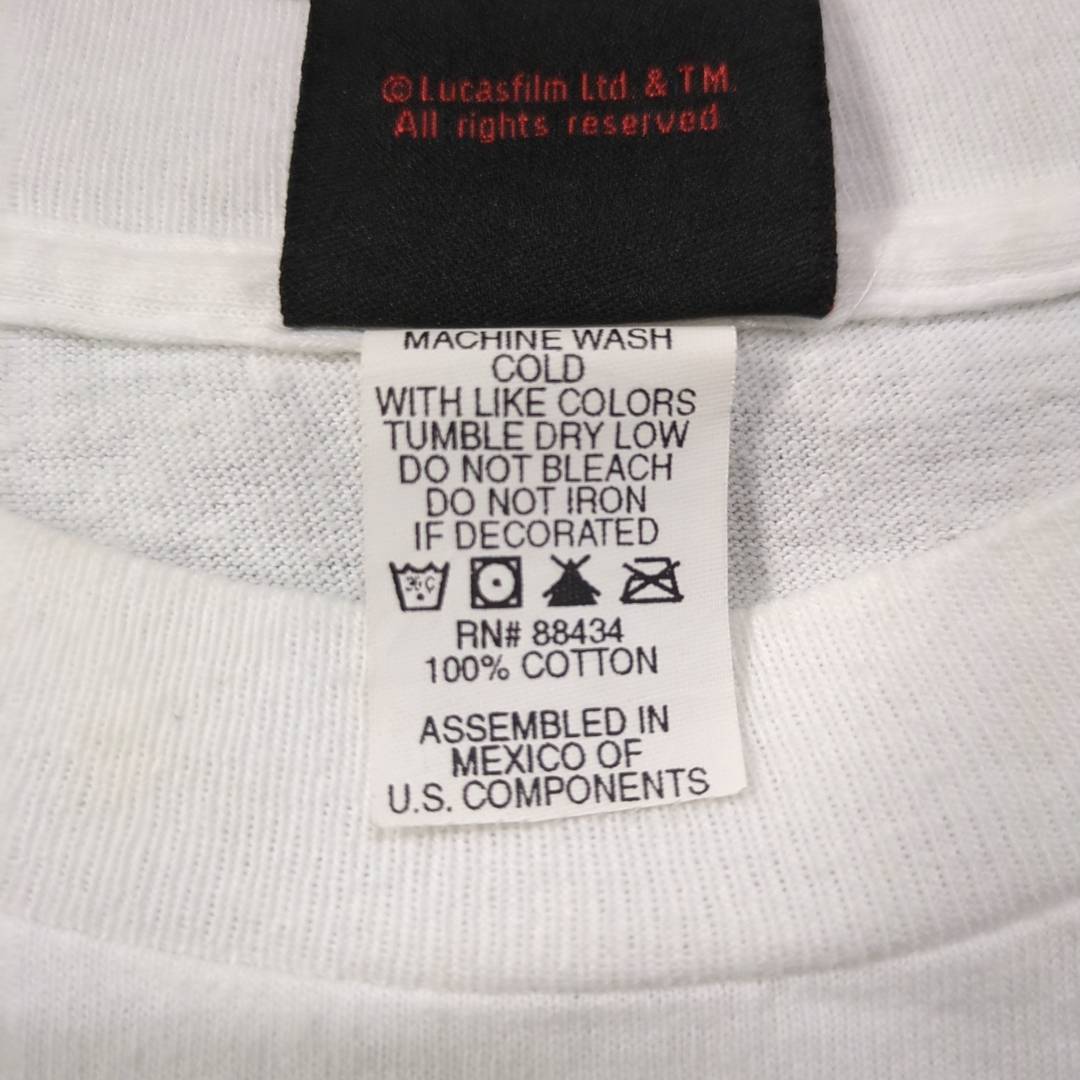 © Lucasfilm Ltd. & TM.
All rights reserved
MACHINE WASH
COLD
WITH LIKE COLORS
TUMBLE DRY LOW
DO NOT BLEACH
DO NOT IRON
IF DECORATED
30 C
RN# 88434
100% COTTON
ASSEMBLED IN
MEXICO OF
U.S. COMPONENTS